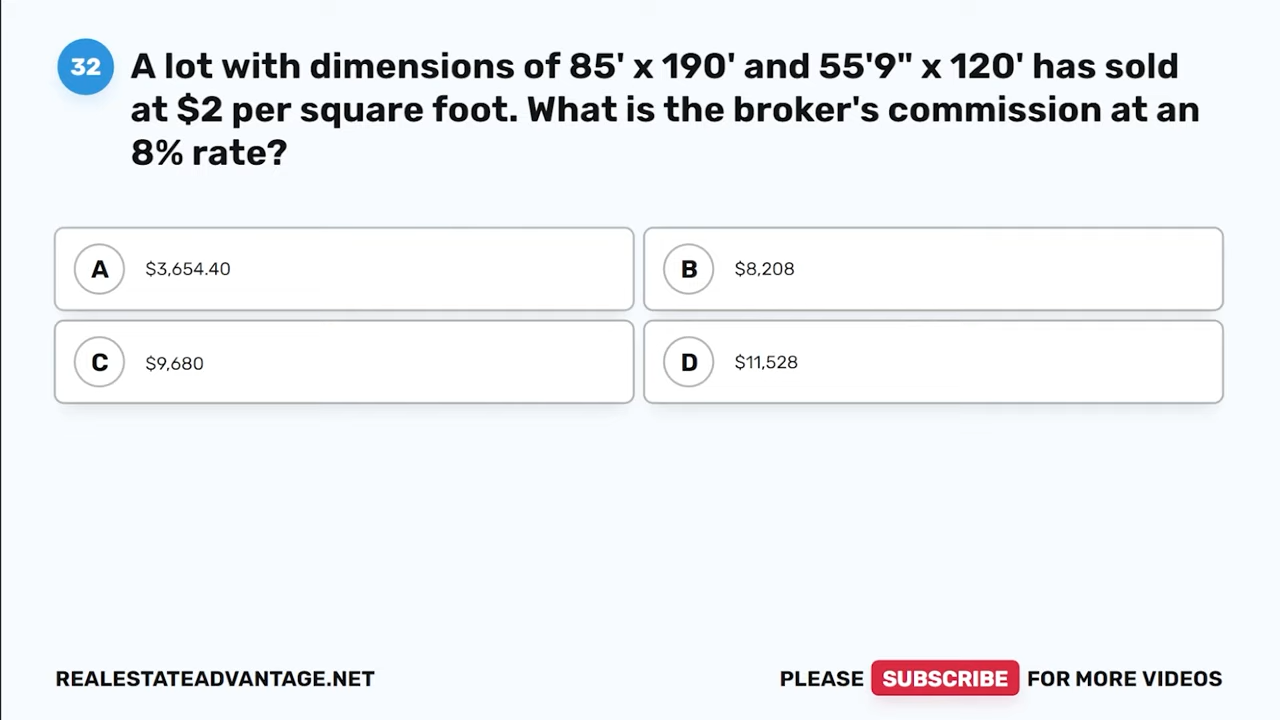 32
A lot with dimensions of 85' x 190' and 55'9" x 120' has sold
at $2 per square foot. What is the broker's commission at an
8% rate?
A $3,654.40
B $8,208
C $9,680
D $11,528
REALESTATEADVANTAGE.NET
PLEASE SUBSCRIBE FOR MORE VIDEOS